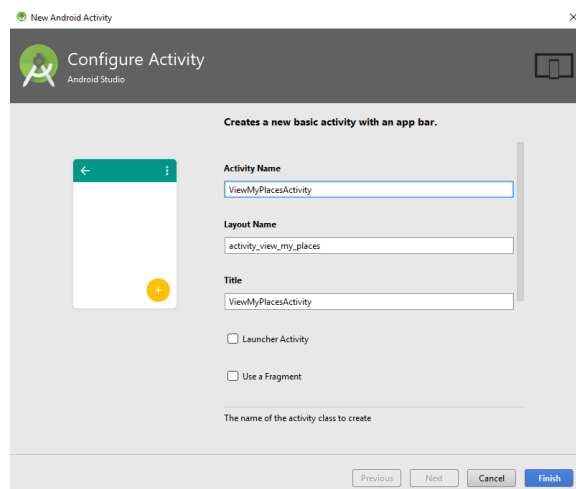 New Android Activity
Configure Activity
Android Studio
Creates a new basic activity with an app bar.
Activity Name
ViewMyPlacesActivity
Layout Name
activity_view_my_places
Title
ViewMyPlacesActivity
Launcher Activity
Use a Fragment
The name of the activity class to create
Previous Next Cancel Finish